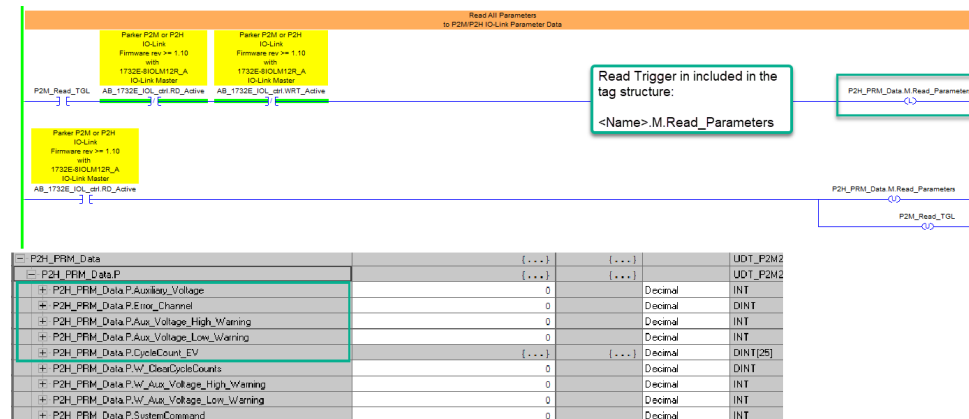 Read All Parameters
to P2M/P2H IO-Link Parameter Data
Parker P2M or P2H
IO-Link
Firmware rev >= 1.10
with
1732E-8IOLM12R_A
IO-Link Master
Parker P2M or P2H
IO-Link
Firmware rev >= 1.10
with
1732E-8IOLM12R_A
IO-Link Master
P2M_Read_TGL
AB_1732E_IOL_ctrl.RD_Active
AB_1732E_IOL_ctrl.WRT_Active
Read Trigger in included in the
tag structure:
<Name>.M.Read_Parameters
P2H_PRM_Data.M.Read_Parameters
L
Parker P2M or P2H
IO-Link
Firmware rev >= 1.10
with
1732E-8IOLM12R_A
IO-Link Master
AB_1732E_IOL_ctrl.RD_Active
P2H_PRM_Data.M.Read_Parameters
U
P2M_Read_TGL
U
P2H_PRM_Data {...} {...} UDT_P2M2
P2H_PRM_Data.P {...} {...} UDT_P2M2
P2H_PRM_Data.P.Auxiliary_Voltage 0 Decimal INT
P2H_PRM_Data.P.Error_Channel 0 Decimal DINT
P2H_PRM_Data.P.Aux_Voltage_High_Warning 0 Decimal INT
P2H_PRM_Data.P.Aux_Voltage_Low_Warning 0 Decimal INT
P2H_PRM_Data.P.CycleCount_EV {...} {...} Decimal DINT[25]
P2H_PRM_Data.P.W_ClearCycleCounts 0 Decimal DINT
P2H_PRM_Data.P.W_Aux_Voltage_High_Warning 0 Decimal INT
P2H_PRM_Data.P.W_Aux_Voltage_Low_Warning 0 Decimal INT
P2H_PRM_Data.P.SystemCommand 0 Decimal INT